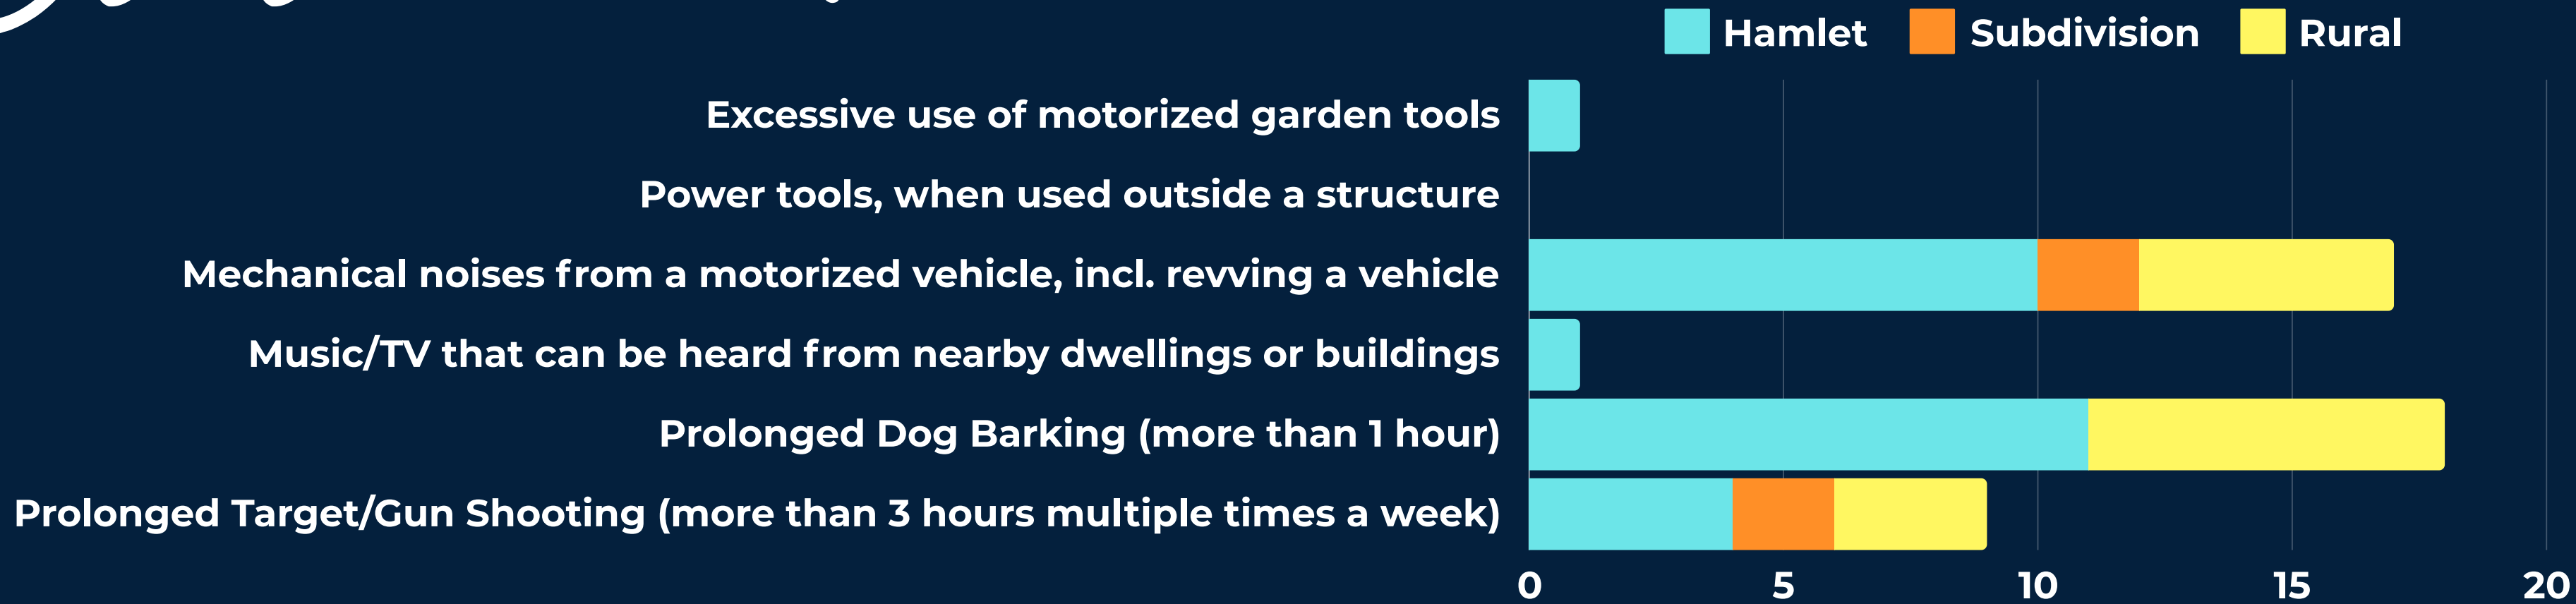 Hamlet Subdivision Rural
Excessive use of motorized garden tools
Power tools, when used outside a structure
Mechanical noises from a motorized vehicle, incl. revving a vehicle
Music/TV that can be heard from nearby dwellings or buildings
Prolonged Dog Barking (more than 1 hour)
Prolonged Target/Gun Shooting (more than 3 hours multiple times a week)
0 5 10 15 20